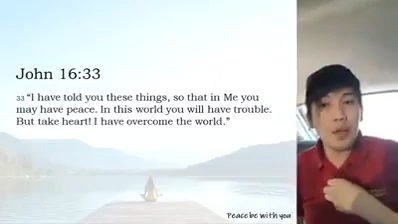 John 16:33
33 “I have told you these things, so that in Me you
may have peace. In this world you will have trouble.
But take heart! I have overcome the world.”
Peace be with you